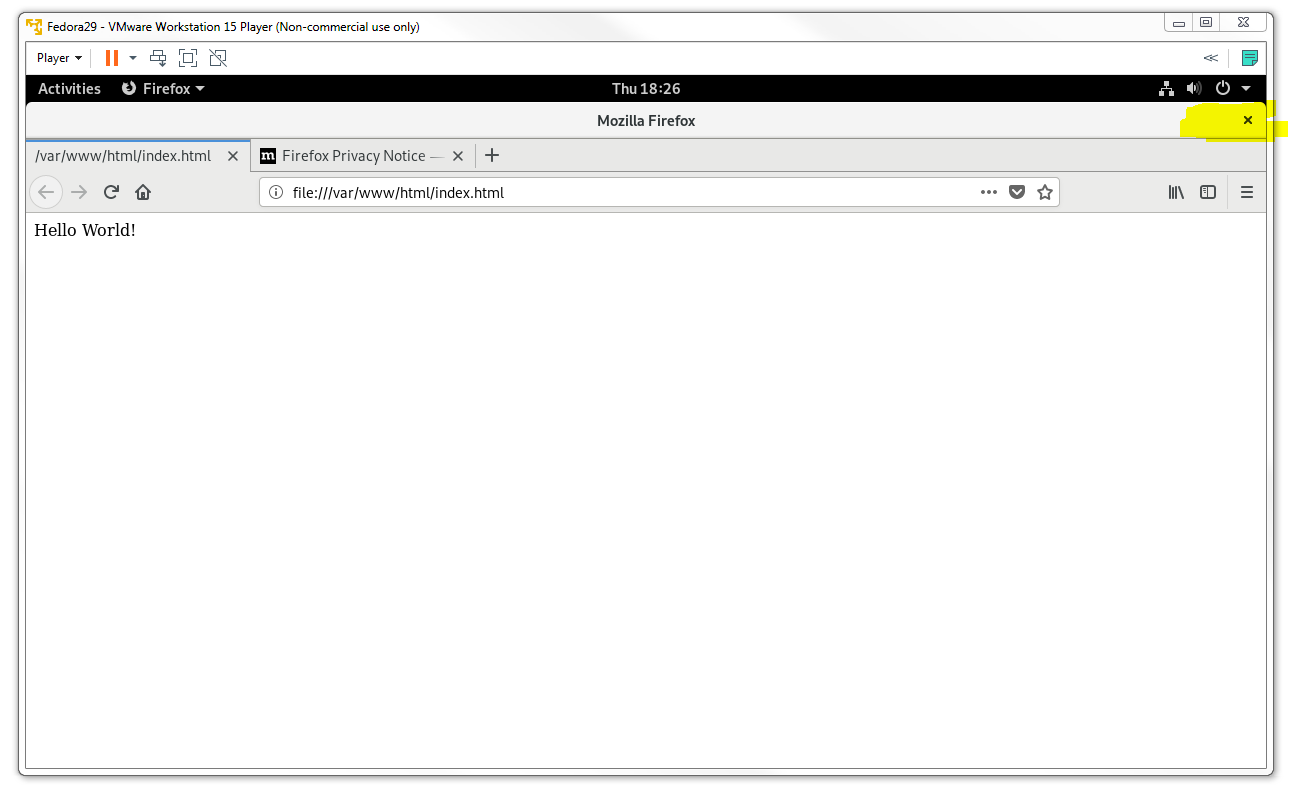 Fedora29 - VMware Workstation 15 Player (Non-commercial use only)
Player
Activities Firefox Thu 18:26
Mozilla Firefox
/var/www/html/index.html m Firefox Privacy Notice —
file:///var/www/html/index.html
Hello World!